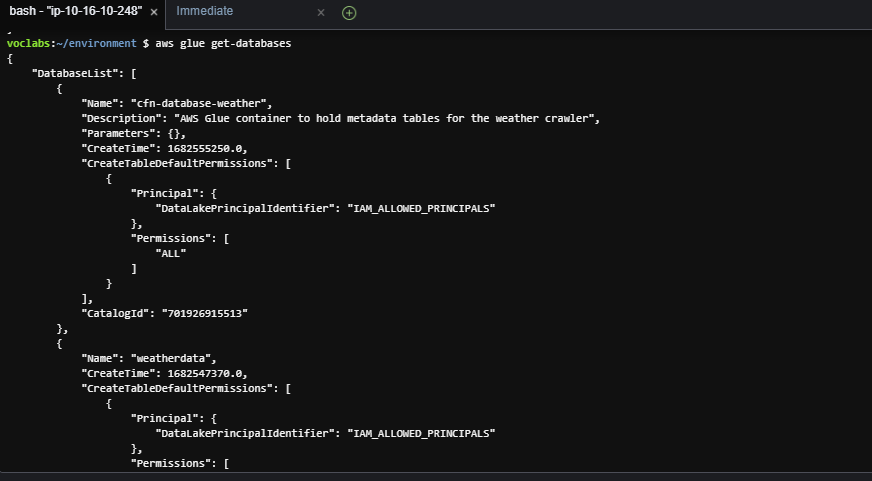 bash - "ip-10-16-10-248" × Immediate ×
voclabs:~/environment $ aws glue get-databases
{
    "DatabaseList": [
        {
            "Name": "cfn-database-weather",
            "Description": "AWS Glue container to hold metadata tables for the weather crawler",
            "Parameters": {},
            "CreateTime": 1682555250.0,
            "CreateTableDefaultPermissions": [
                {
                    "Principal": {
                        "DataLakePrincipalIdentifier": "IAM_ALLOWED_PRINCIPALS"
                    },
                    "Permissions": [
                        "ALL"
                    ]
                }
            ],
            "CatalogId": "701926915513"
        },
        {
            "Name": "weatherdata",
            "CreateTime": 1682547370.0,
            "CreateTableDefaultPermissions": [
                {
                    "Principal": {
                        "DataLakePrincipalIdentifier": "IAM_ALLOWED_PRINCIPALS"
                    },
                    "Permissions": [